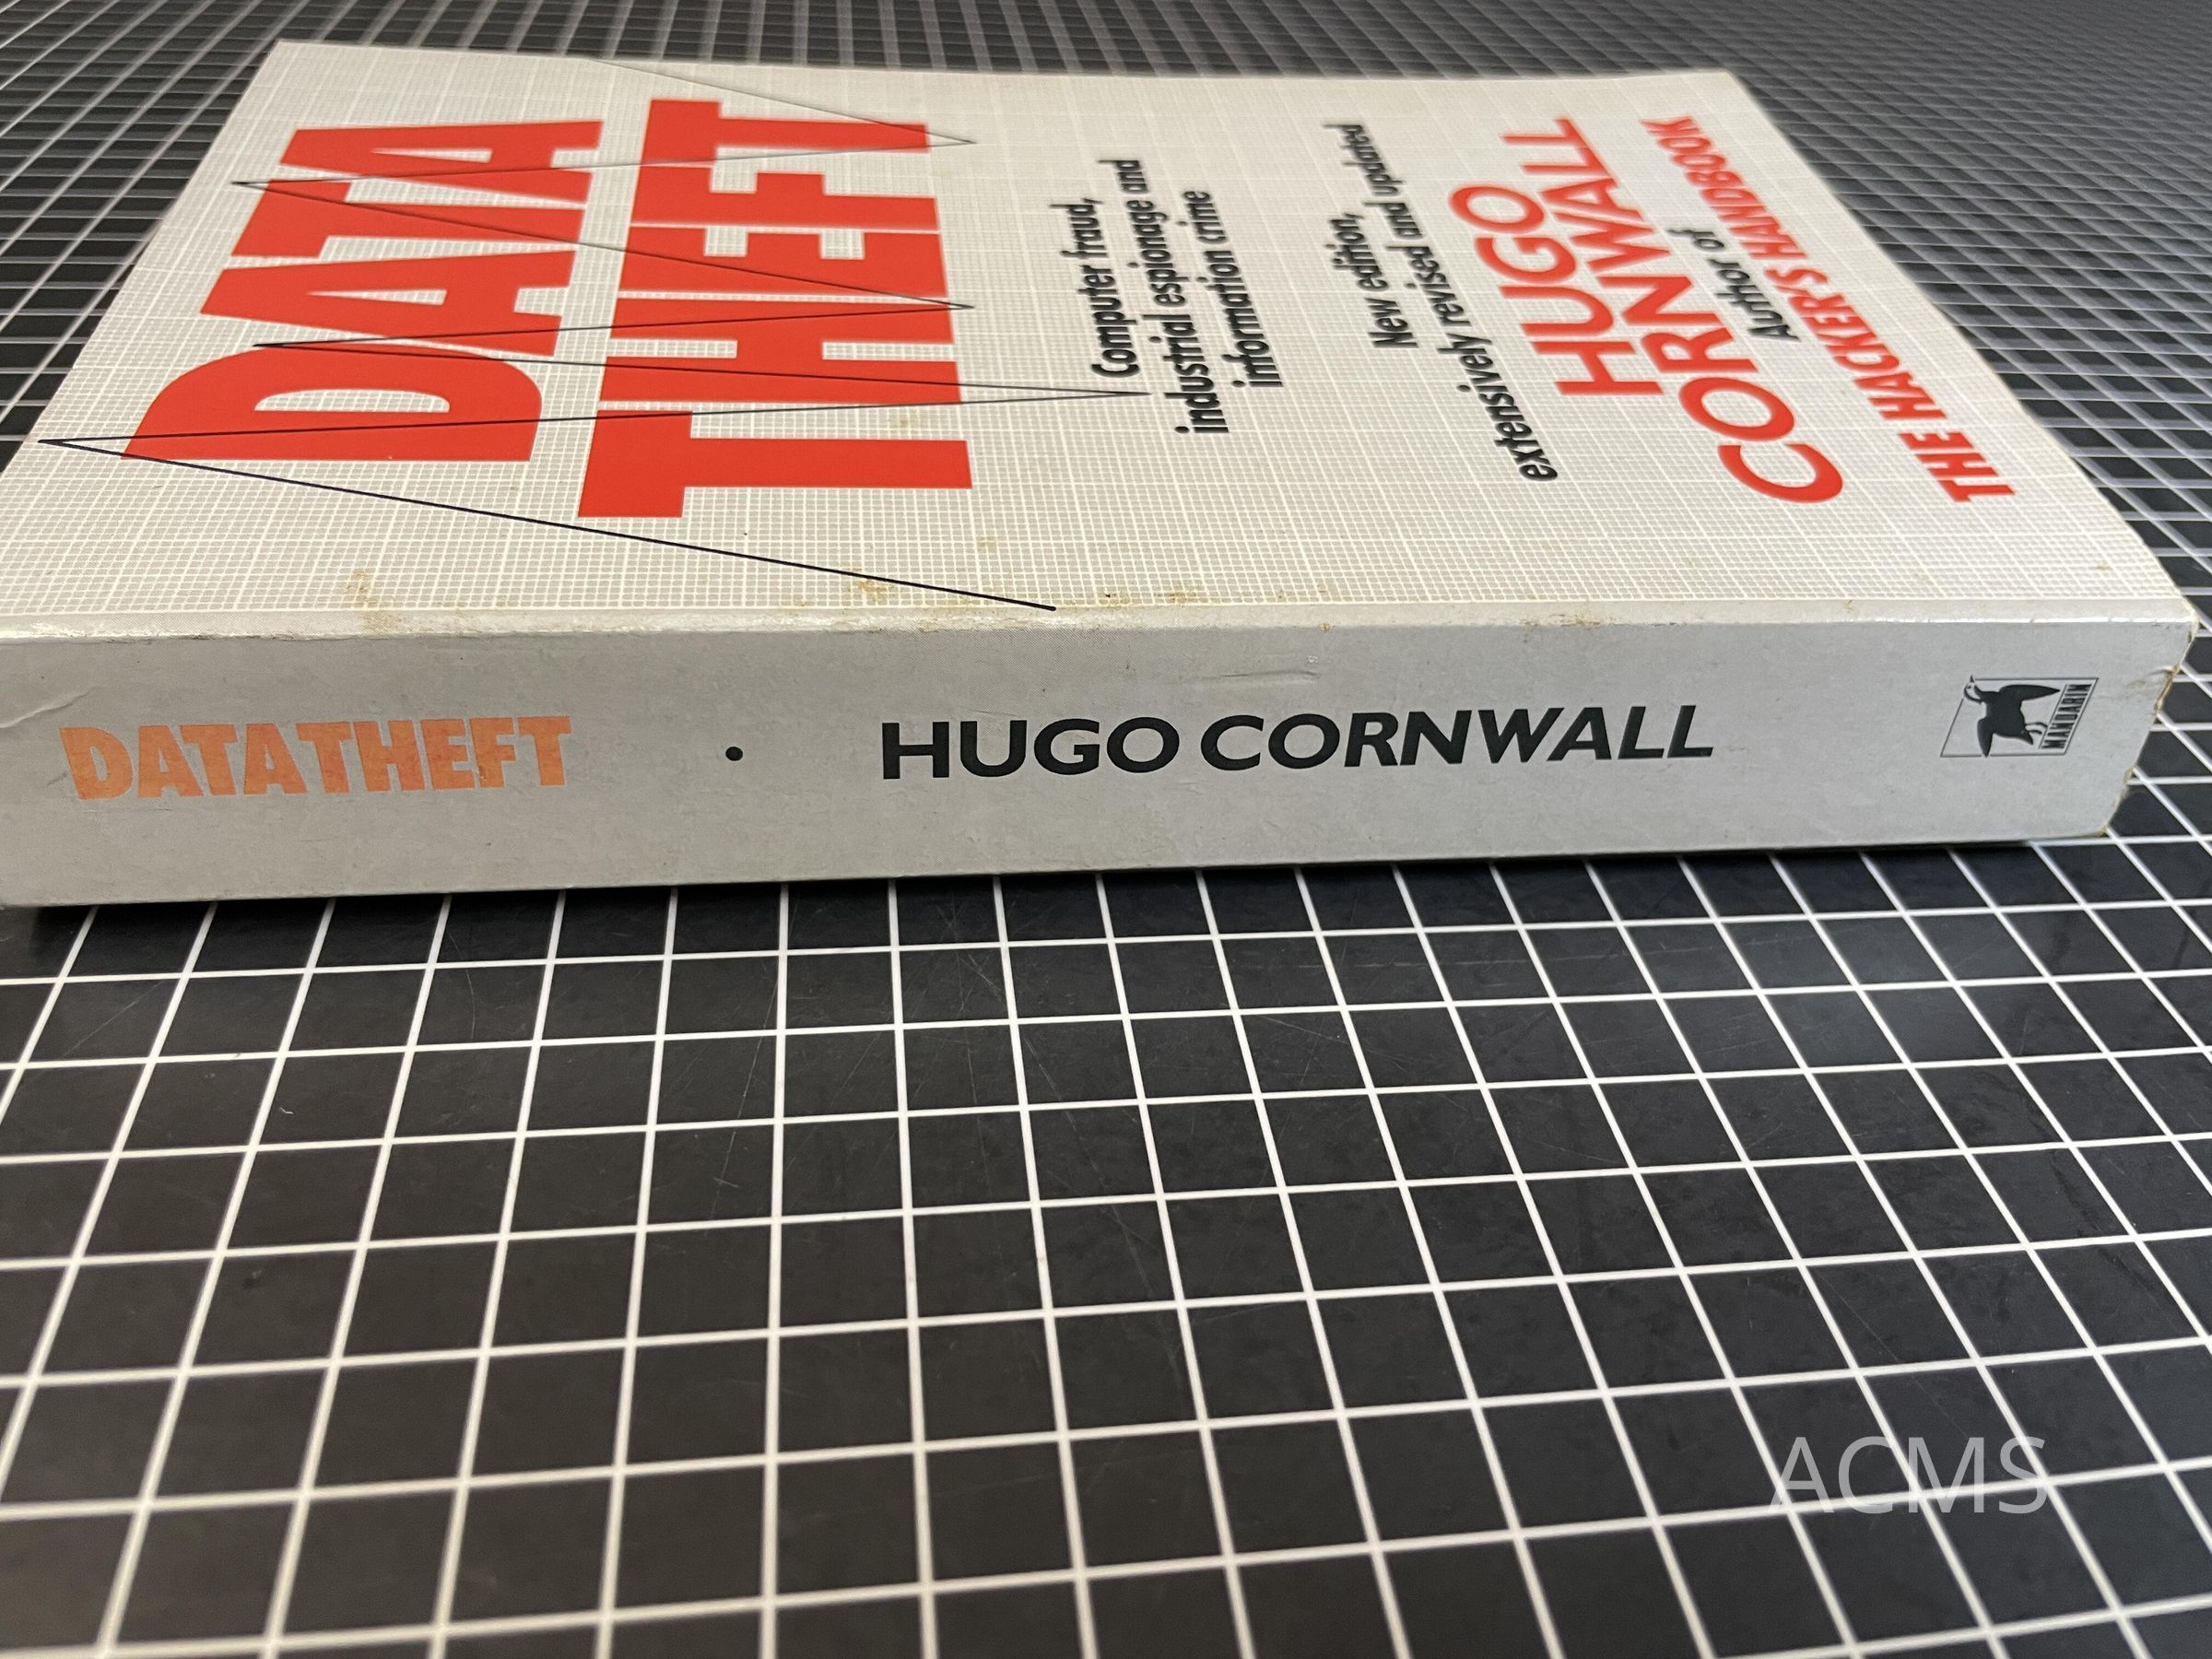 DATA
THEFT
Computer fraud,
industrial espionage and
information crime
New edition,
extensively revised and updated
HUGO
CORNWALL
Author of
THE HACKER'S HANDBOOK
DATATHEFT • HUGO CORNWALL
MANDARIN
ACMS